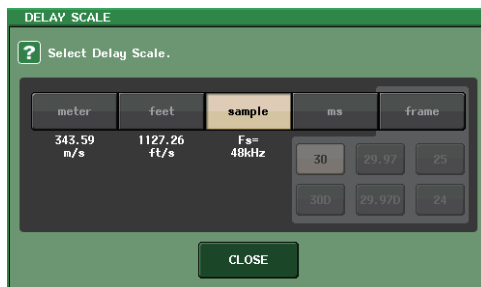 DELAY SCALE
? Select Delay Scale.
meter feet sample ms frame
343.59 1127.26 Fs=
m/s ft/s 48kHz
30 29.97 25
30D 29.97D 24
CLOSE